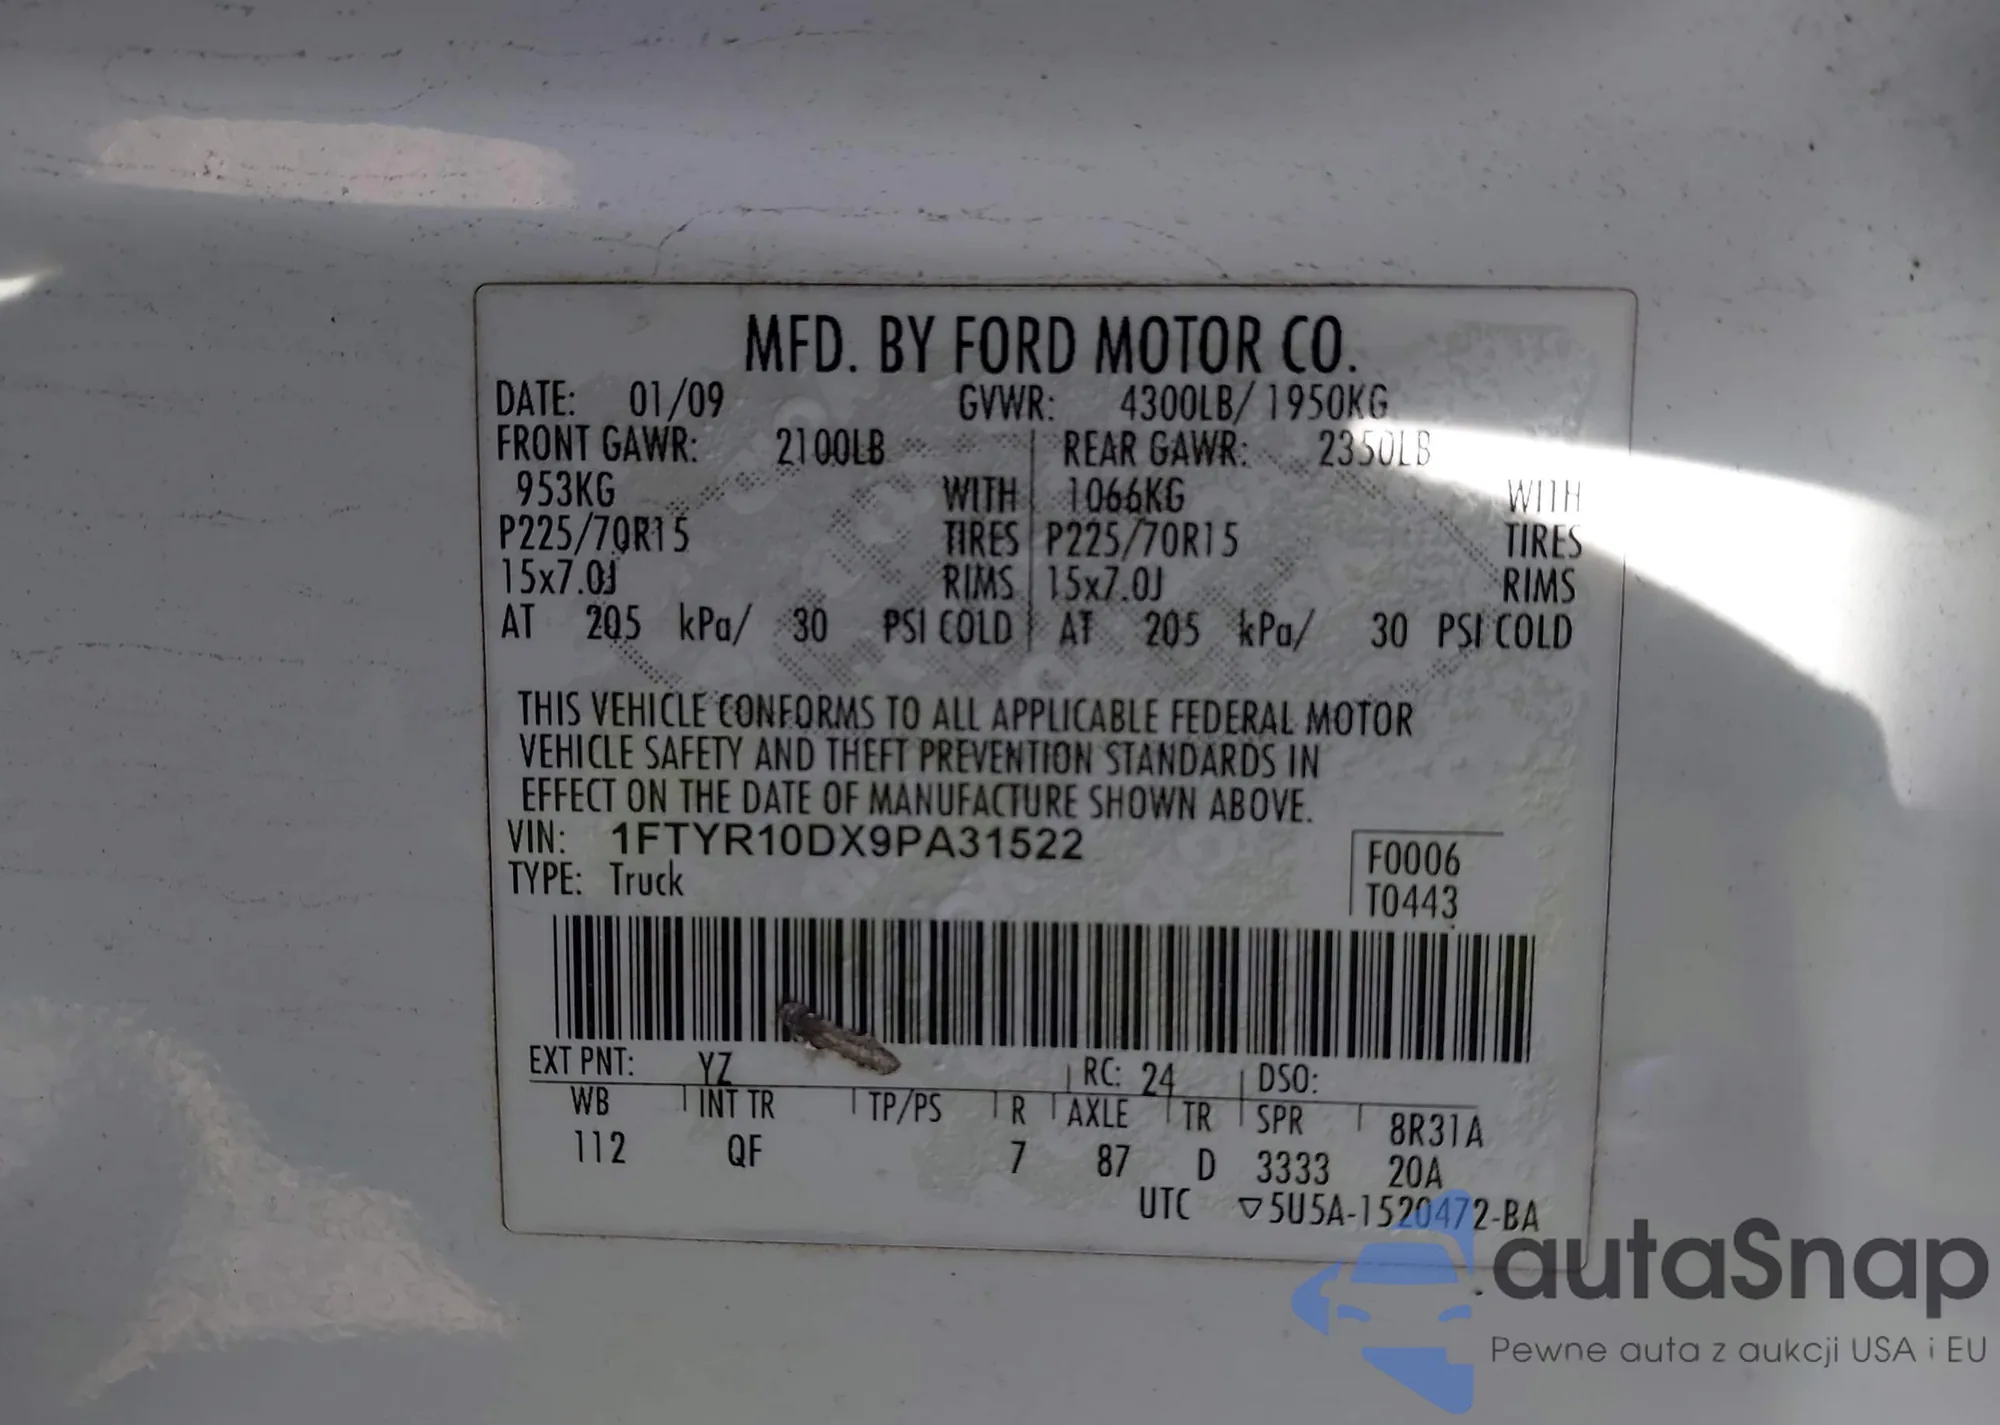 MFD. BY FORD MOTOR CO.
DATE: 01/09 GVWR: 4300LB/ 1950KG
FRONT GAWR: 2100LB REAR GAWR: 2350LB
953KG WITH 1066KG WITH
P225/70R15 TIRES P225/70R15 TIRES
15x7.0J RIMS 15x7.0J RIMS
AT 205 kPa/ 30 PSI COLD AT 205 kPa/ 30 PSI COLD
THIS VEHICLE CONFORMS TO ALL APPLICABLE FEDERAL MOTOR
VEHICLE SAFETY AND THEFT PREVENTION STANDARDS IN
EFFECT ON THE DATE OF MANUFACTURE SHOWN ABOVE.
VIN: 1FTYR10DX9PA31522
TYPE: Truck
F0006
T0443
EXT PNT: YZ RC: 24 DSO:
WB INT TR TP/PS R AXLE TR SPR 8R31A
112 QF 7 87 D 3333 20A
UTC ▽5U5A-1520472-BA
autaSnap
Pewne auta z aukcji USA i EU